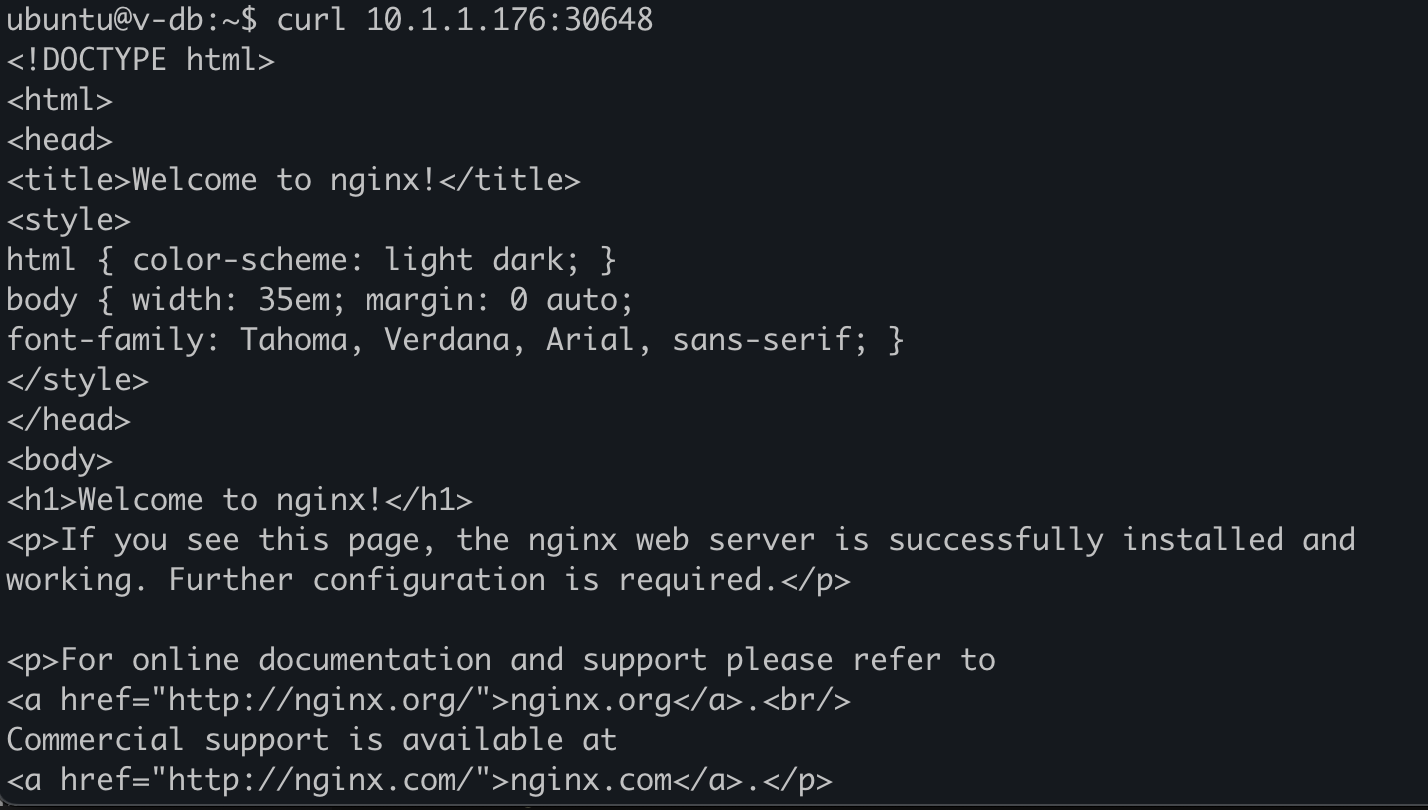 ubuntu@v-db:~$ curl 10.1.1.176:30648
<!DOCTYPE html>
<html>
<head>
<title>Welcome to nginx!</title>
<style>
html { color-scheme: light dark; }
body { width: 35em; margin: 0 auto;
font-family: Tahoma, Verdana, Arial, sans-serif; }
</style>
</head>
<body>
<h1>Welcome to nginx!</h1>
<p>If you see this page, the nginx web server is successfully installed and
working. Further configuration is required.</p>

<p>For online documentation and support please refer to
<a href="http://nginx.org/">nginx.org</a>.<br/>
Commercial support is available at
<a href="http://nginx.com/">nginx.com</a>.</p>